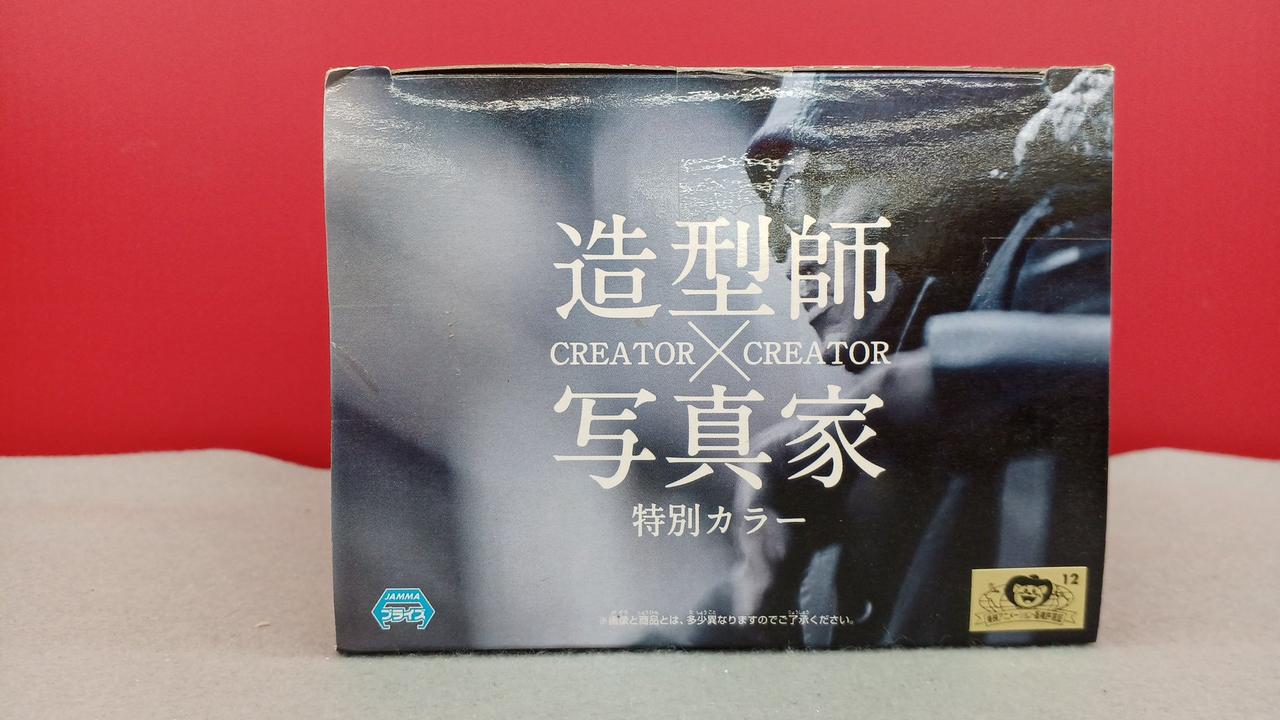 造型師
CREATOR×CREATOR
写真家
特別カラー
JAMMA
プライズ
※画像と商品とは、多少異なりますのでご了承ください。
12